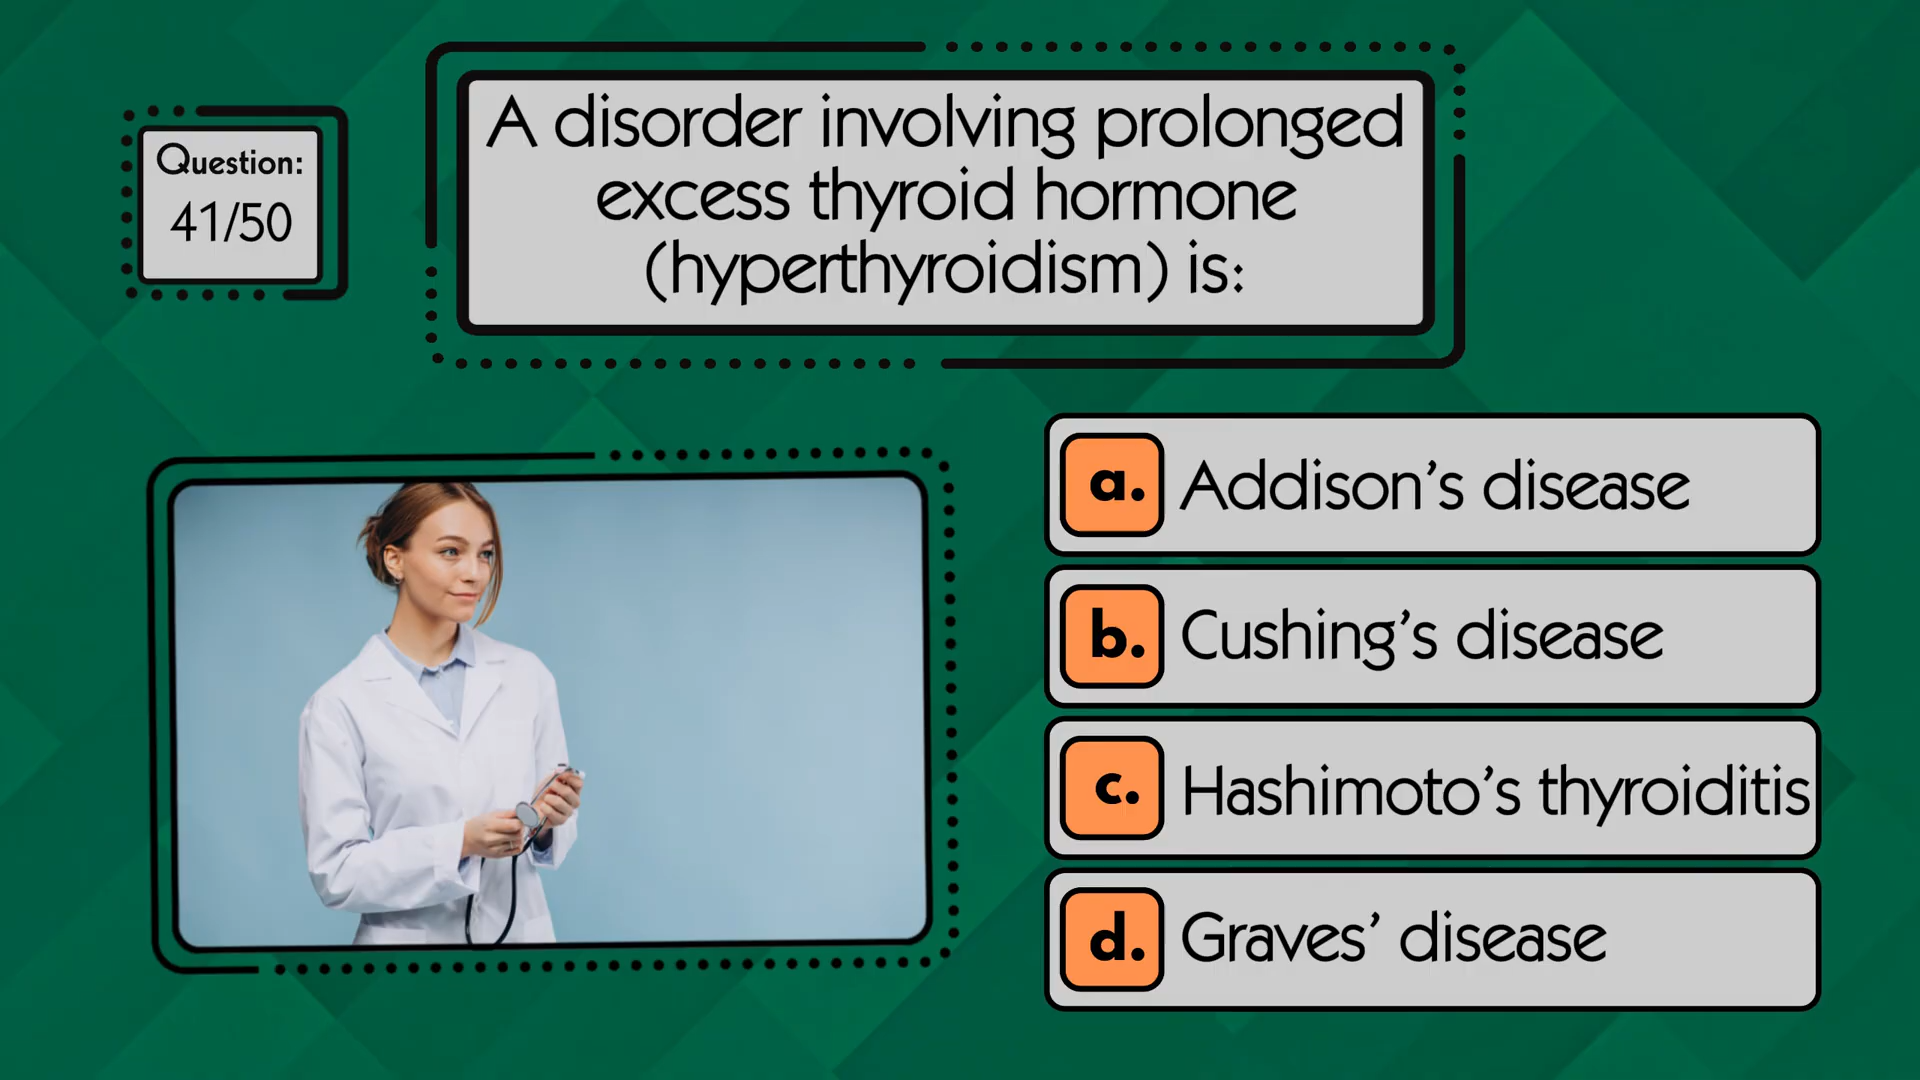 Question:
41/50
A disorder involving prolonged
excess thyroid hormone
(hyperthyroidism) is:
a. Addison’s disease
b. Cushing’s disease
c. Hashimoto’s thyroiditis
d. Graves’ disease